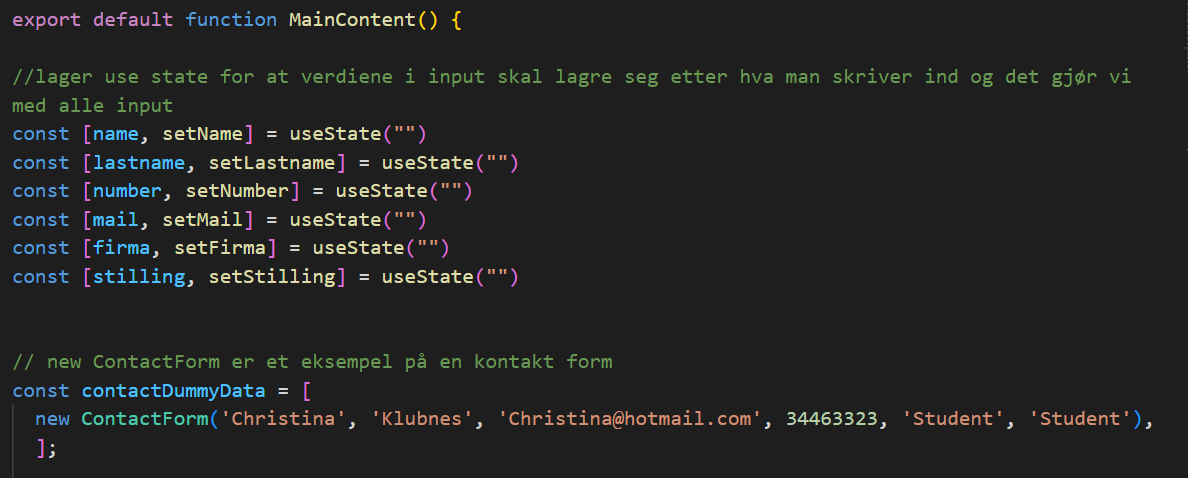 export default function MainContent() {
//lager use state for at verdiene i input skal lagre seg etter hva man skriver ind og det gjør vi
med alle input
const [name, setName] = useState("")
const [lastname, setLastname] = useState("")
const [number, setNumber] = useState("")
const [mail, setMail] = useState("")
const [firma, setFirma] = useState("")
const [stilling, setStilling] = useState("")
// new ContactForm er et eksempel på en kontakt form
const contactDummyData = [
new ContactForm('Christina', 'Klubnes', 'Christina@hotmail.com', 34463323, 'Student', 'Student'),
];